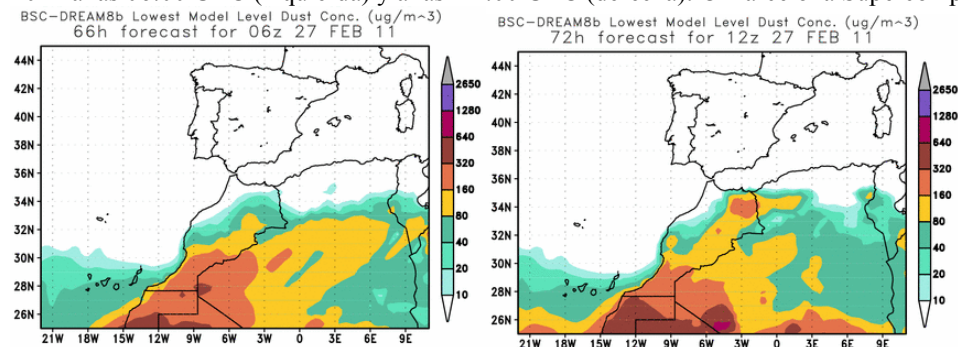 BSC-DREAM8b Lowest Model Level Dust Conc. (ug/m^3)
66h forecast for 06z 27 FEB 11
44N
42N
40N
38N
36N
34N
32N
30N
28N
26N
21W 18W 15W 12W 9W 6W 3W 0 3E 6E 9E
2650
1280
640
320
160
80
40
20
10
BSC-DREAM8b Lowest Model Level Dust Conc. (ug/m^3)
72h forecast for 12z 27 FEB 11
44N
42N
40N
38N
36N
34N
32N
30N
28N
26N
21W 18W 15W 12W 9W 6W 3W 0 3E 6E 9E
2650
1280
640
320
160
80
40
20
10